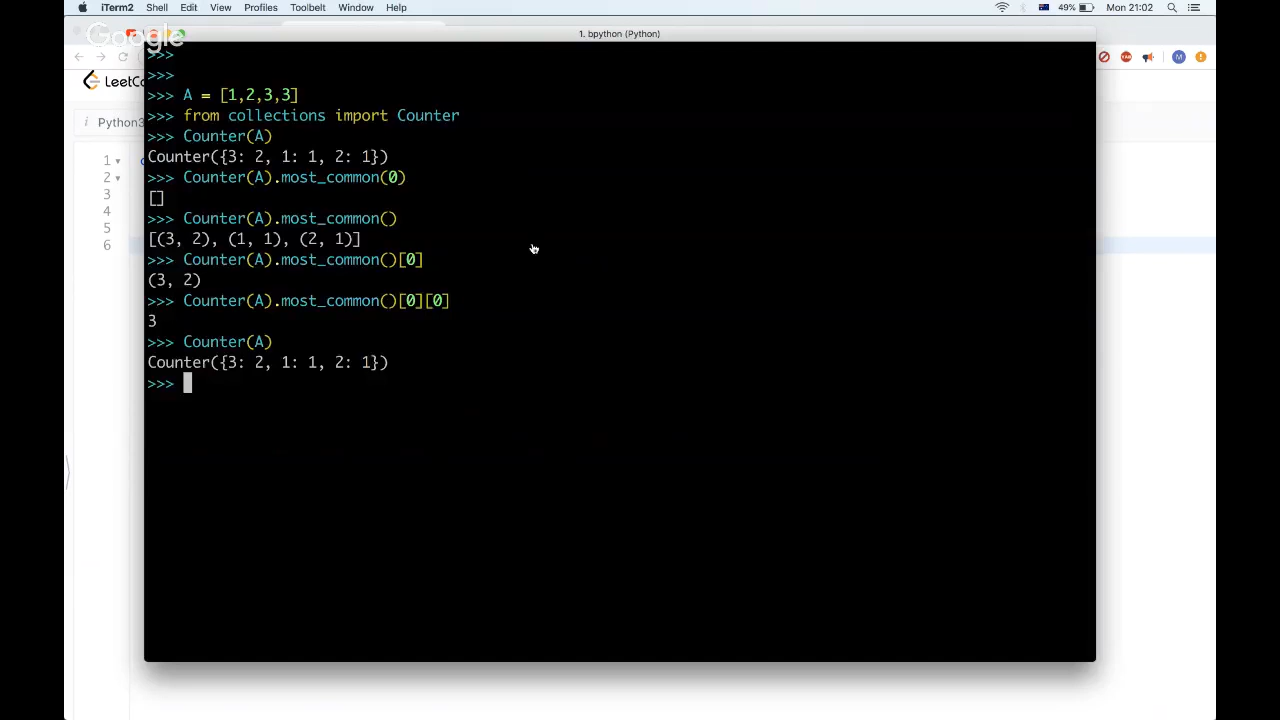 iTerm2 Shell Edit View Profiles Toolbelt Window Help 49% Mon 21:02
Google
1. bpython (Python)
>>>
>>>
LeetCo
>>> A = [1,2,3,3]
>>> from collections import Counter
i Python3
>>> Counter(A)
Counter({3: 2, 1: 1, 2: 1})
>>> Counter(A).most_common(0)
[]
>>> Counter(A).most_common()
[(3, 2), (1, 1), (2, 1)]
>>> Counter(A).most_common()[0]
(3, 2)
>>> Counter(A).most_common()[0][0]
3
>>> Counter(A)
Counter({3: 2, 1: 1, 2: 1})
>>>
1
2
3
4
5
6
M